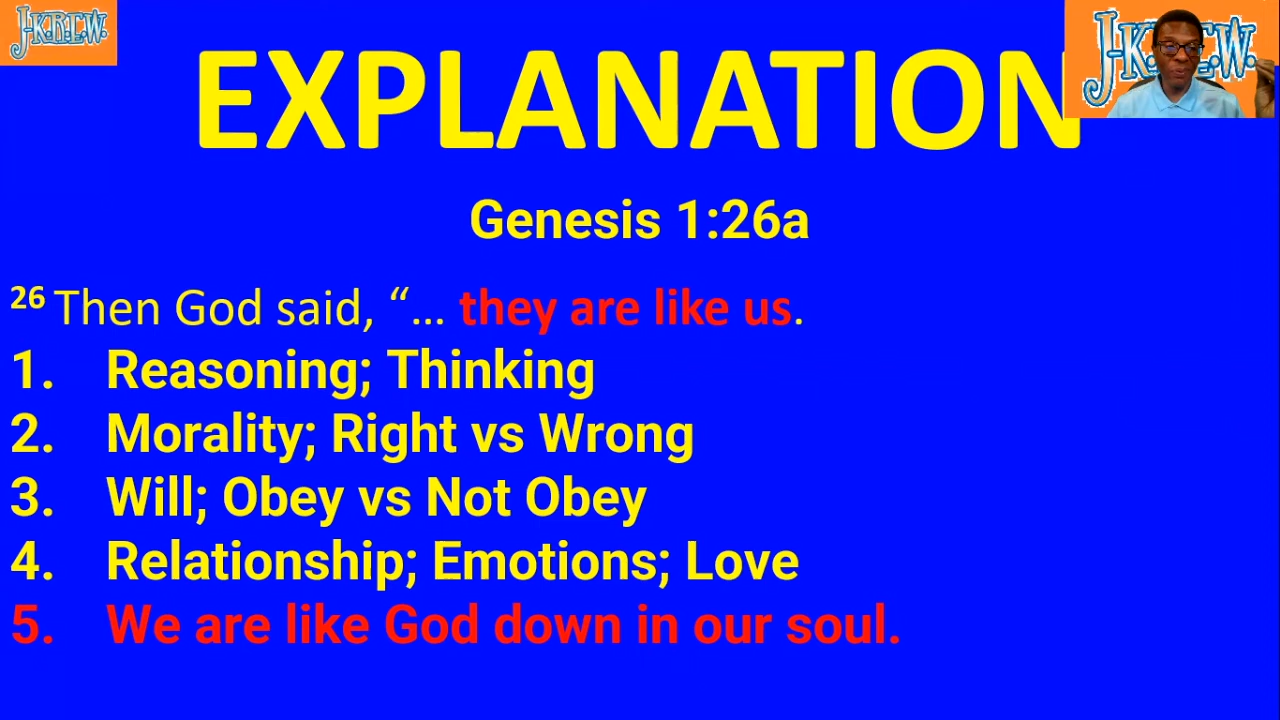 J-K.R.E.W.
EXPLANATION
J-K.R.E.W.
Genesis 1:26a
26 Then God said, “... they are like us.
1. Reasoning; Thinking
2. Morality; Right vs Wrong
3. Will; Obey vs Not Obey
4. Relationship; Emotions; Love
5. We are like God down in our soul.